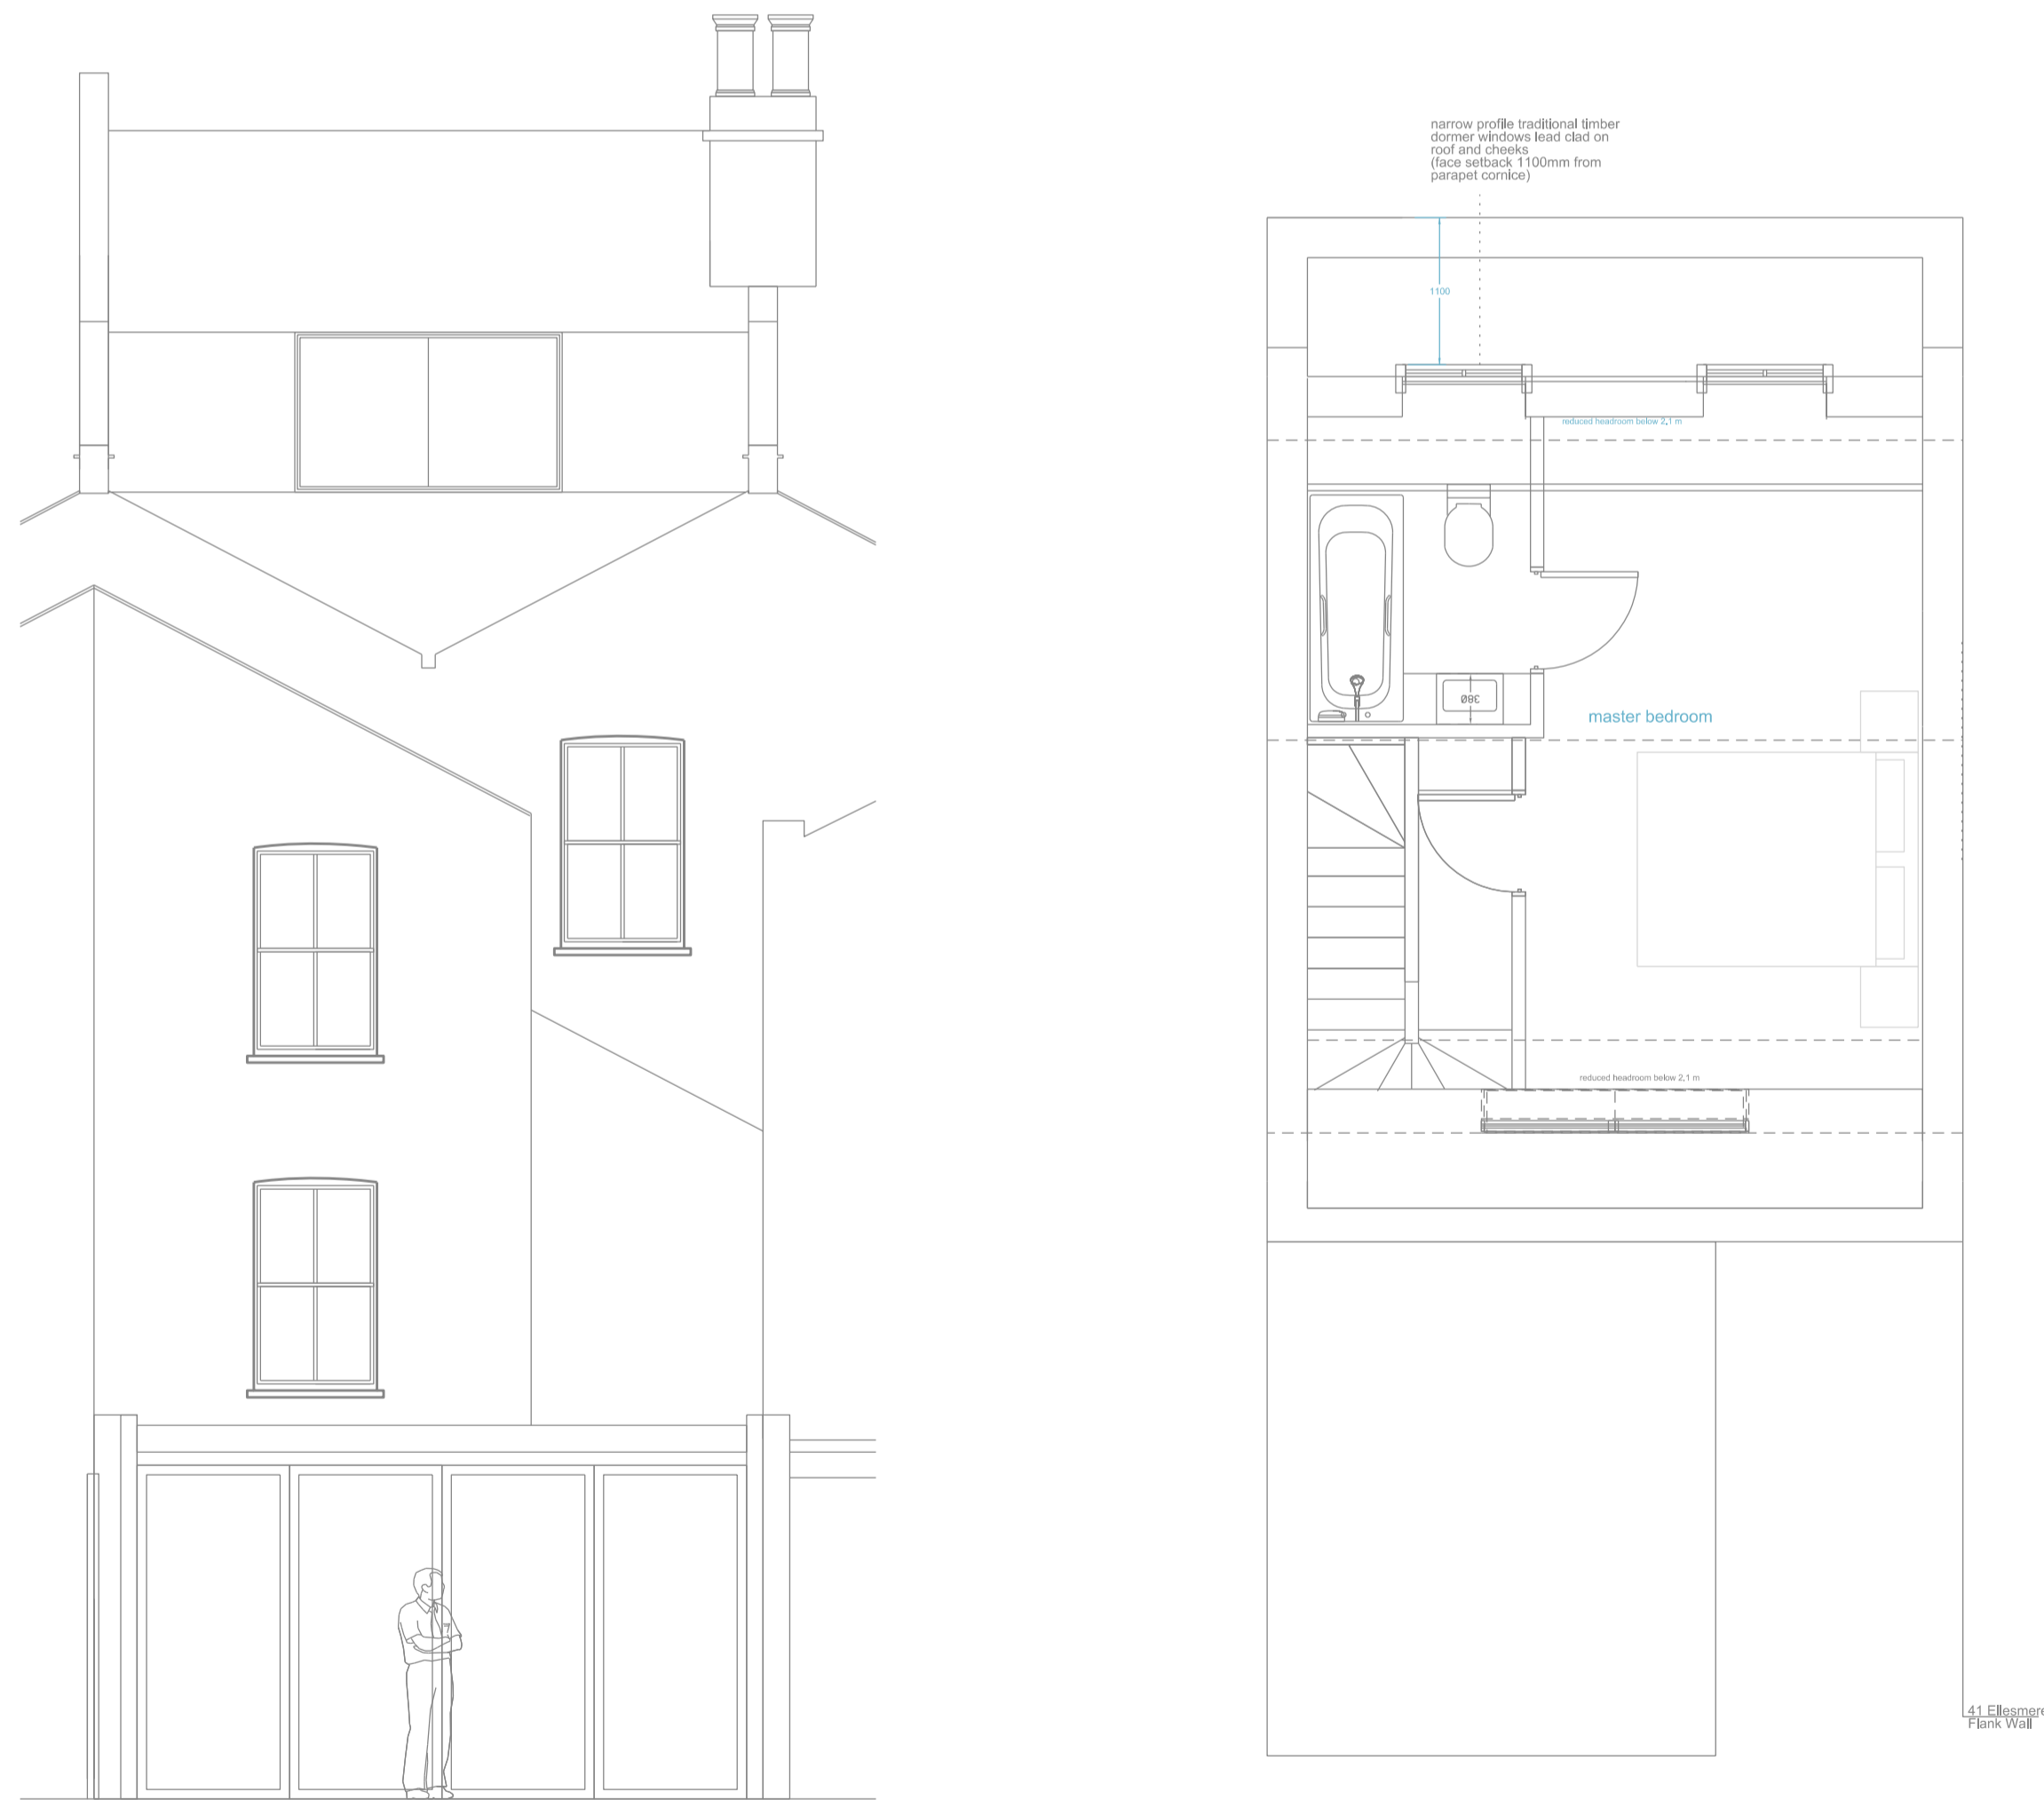 narrow profile traditional timber
dormer windows lead clad on
roof and cheeks
(face setback 1100mm from
parapet cornice)
1100
reduced headroom below 2,1 m
380
master bedroom
reduced headroom below 2,1 m
41 Ellesmere
Flank Wall